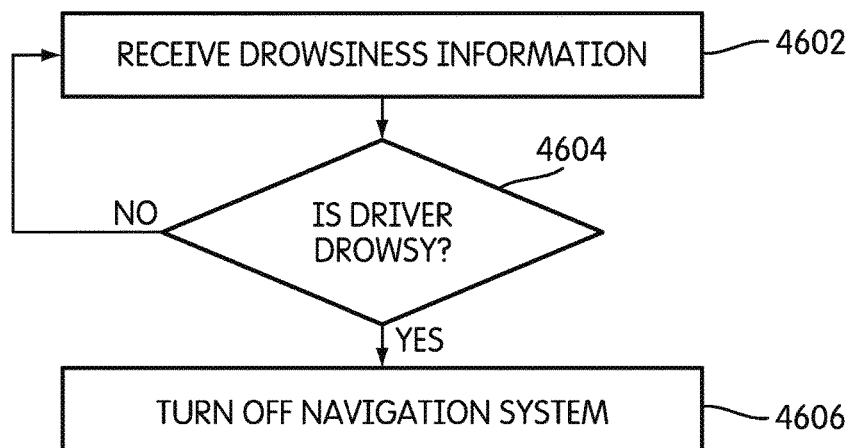 RECEIVE DROWSINESS INFORMATION
4602
4604
IS DRIVER
DROWSY?
NO
YES
TURN OFF NAVIGATION SYSTEM
4606